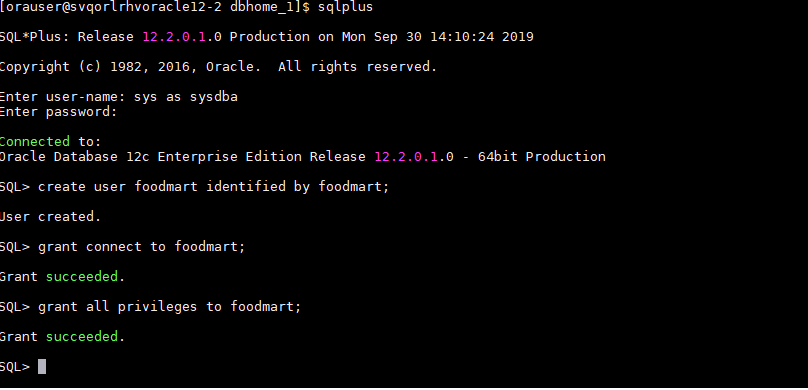 [orauser@svqorlrhvoracle12-2 dbhome_1]$ sqlplus
SQL*Plus: Release 12.2.0.1.0 Production on Mon Sep 30 14:10:24 2019
Copyright (c) 1982, 2016, Oracle.  All rights reserved.
Enter user-name: sys as sysdba
Enter password:
Connected to:
Oracle Database 12c Enterprise Edition Release 12.2.0.1.0 - 64bit Production
SQL> create user foodmart identified by foodmart;
User created.
SQL> grant connect to foodmart;
Grant succeeded.
SQL> grant all privileges to foodmart;
Grant succeeded.
SQL>